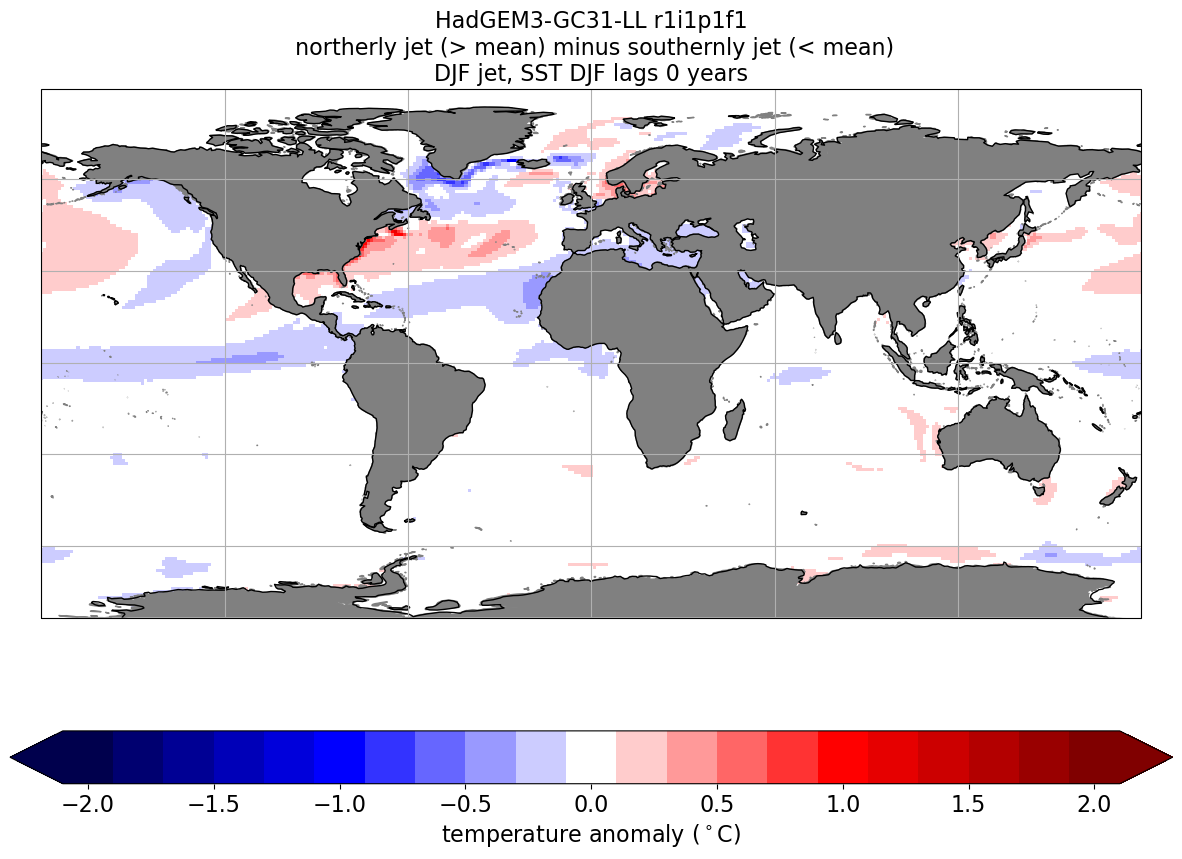 HadGEM3-GC31-LL r1i1p1f1
northerly jet (> mean) minus southernly jet (< mean)
DJF jet, SST DJF lags 0 years
−2.0 −1.5 −1.0 −0.5 0.0 0.5 1.0 1.5 2.0
temperature anomaly (°C)